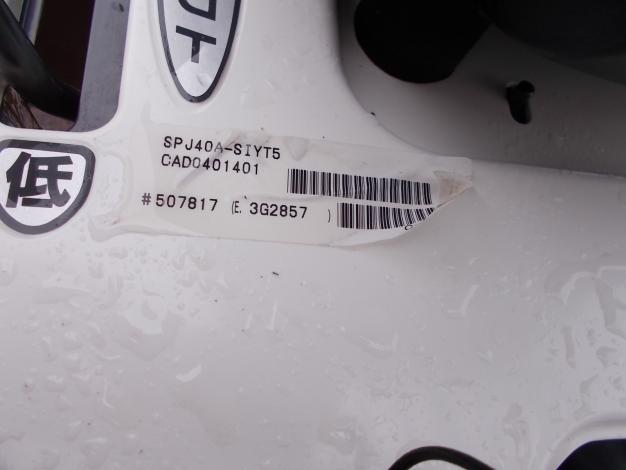 SPJ40A-SIYT5
CAD0401401
#507817 (E. 3G2857 )
低